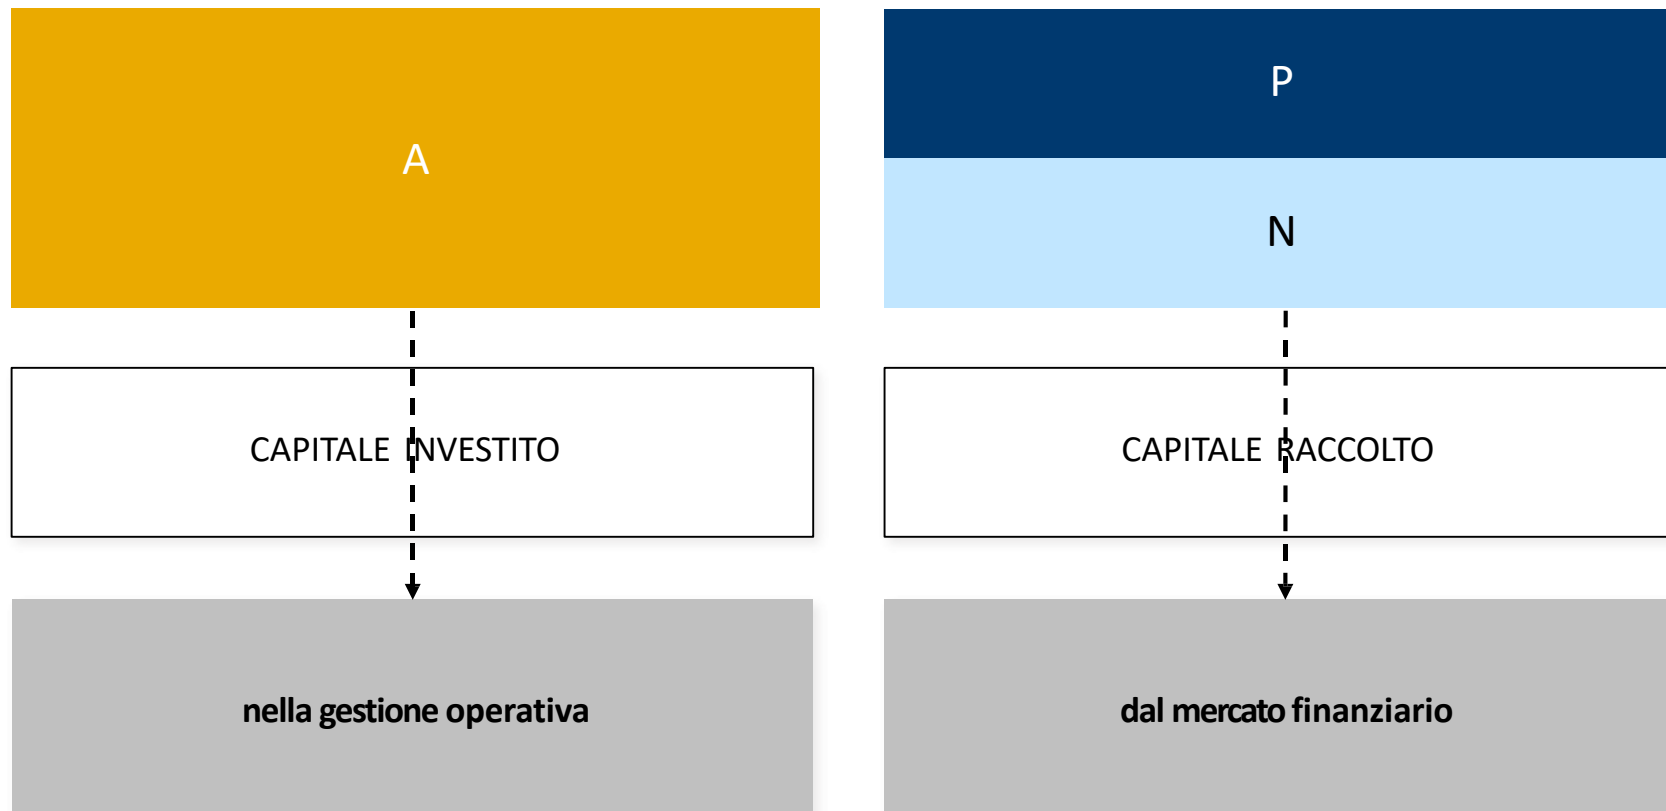 A
P
N
CAPITALE INVESTITO
CAPITALE RACCOLTO
nella gestione operativa
dal mercato finanziario